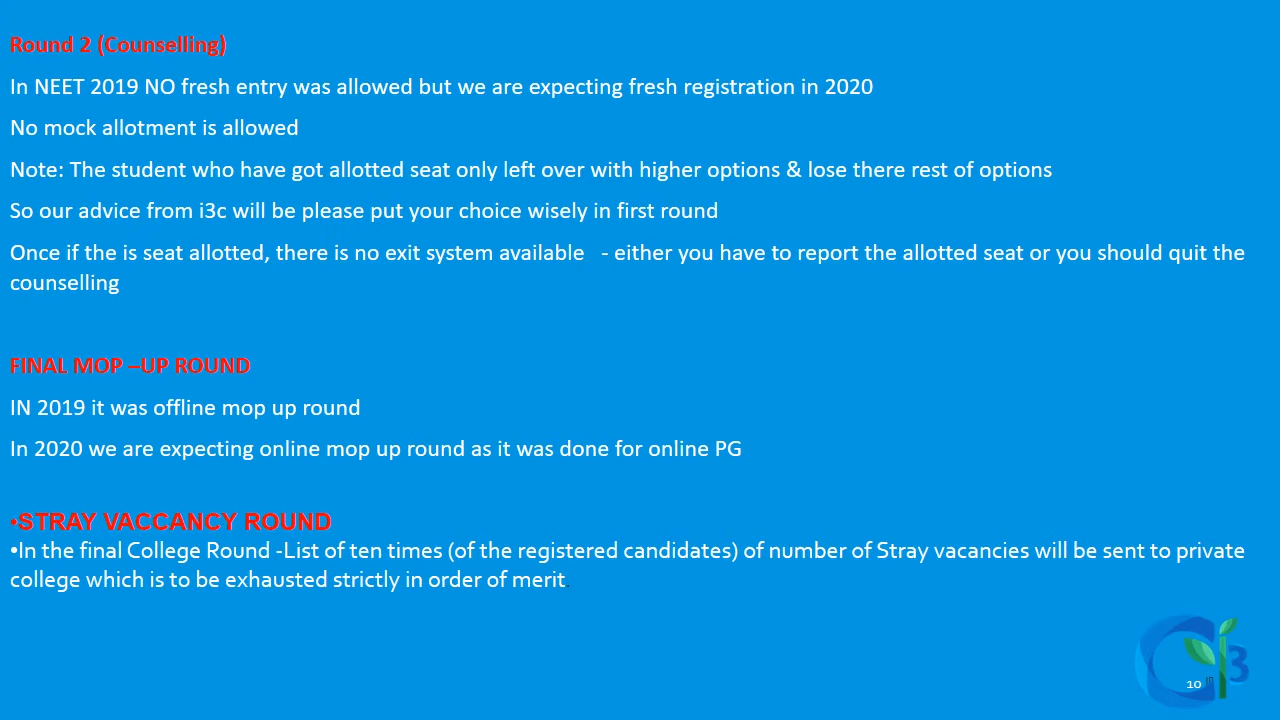 Round 2 (Counselling)
In NEET 2019 NO fresh entry was allowed but we are expecting fresh registration in 2020
No mock allotment is allowed
Note: The student who have got allotted seat only left over with higher options & lose there rest of options
So our advice from i3c will be please put your choice wisely in first round
Once if the is seat allotted, there is no exit system available - either you have to report the allotted seat or you should quit the
counselling
FINAL MOP –UP ROUND
IN 2019 it was offline mop up round
In 2020 we are expecting online mop up round as it was done for online PG
•STRAY VACCANCY ROUND
•In the final College Round -List of ten times (of the registered candidates) of number of Stray vacancies will be sent to private
college which is to be exhausted strictly in order of merit.
3
10 in